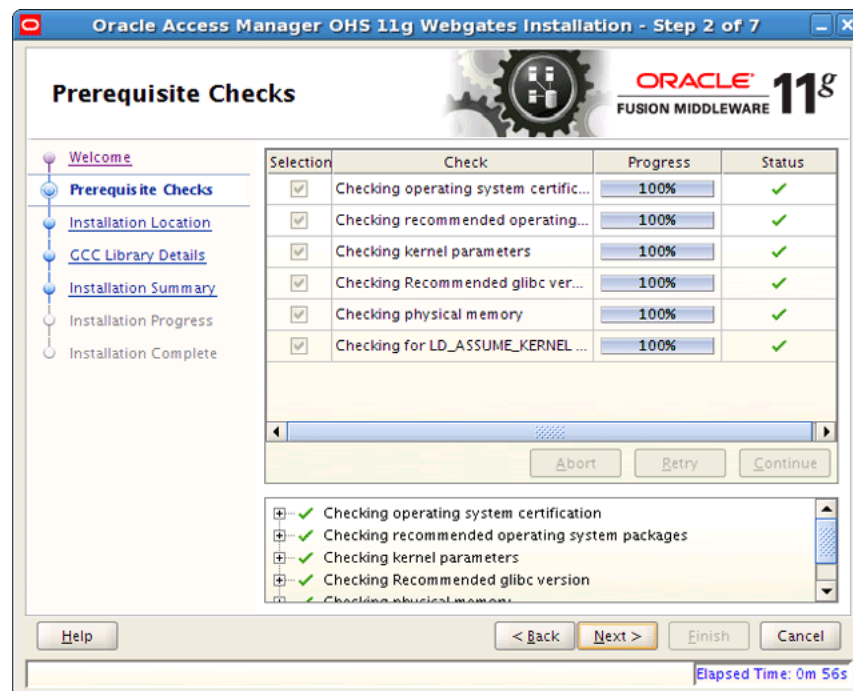 Oracle Access Manager OHS 11g Webgates Installation - Step 2 of 7
Prerequisite Checks
ORACLE
FUSION MIDDLEWARE 11g
Welcome
Prerequisite Checks
Installation Location
GCC Library Details
Installation Summary
Installation Progress
Installation Complete
Selection Check Progress Status
Checking operating system certific... 100%
Checking recommended operating... 100%
Checking kernel parameters 100%
Checking Recommended glibc ver... 100%
Checking physical memory 100%
Checking for LD_ASSUME_KERNEL ... 100%
Abort Retry Continue
Checking operating system certification
Checking recommended operating system packages
Checking kernel parameters
Checking Recommended glibc version
Checking physical memory
Help < Back Next > Finish Cancel
Elapsed Time: 0m 56s